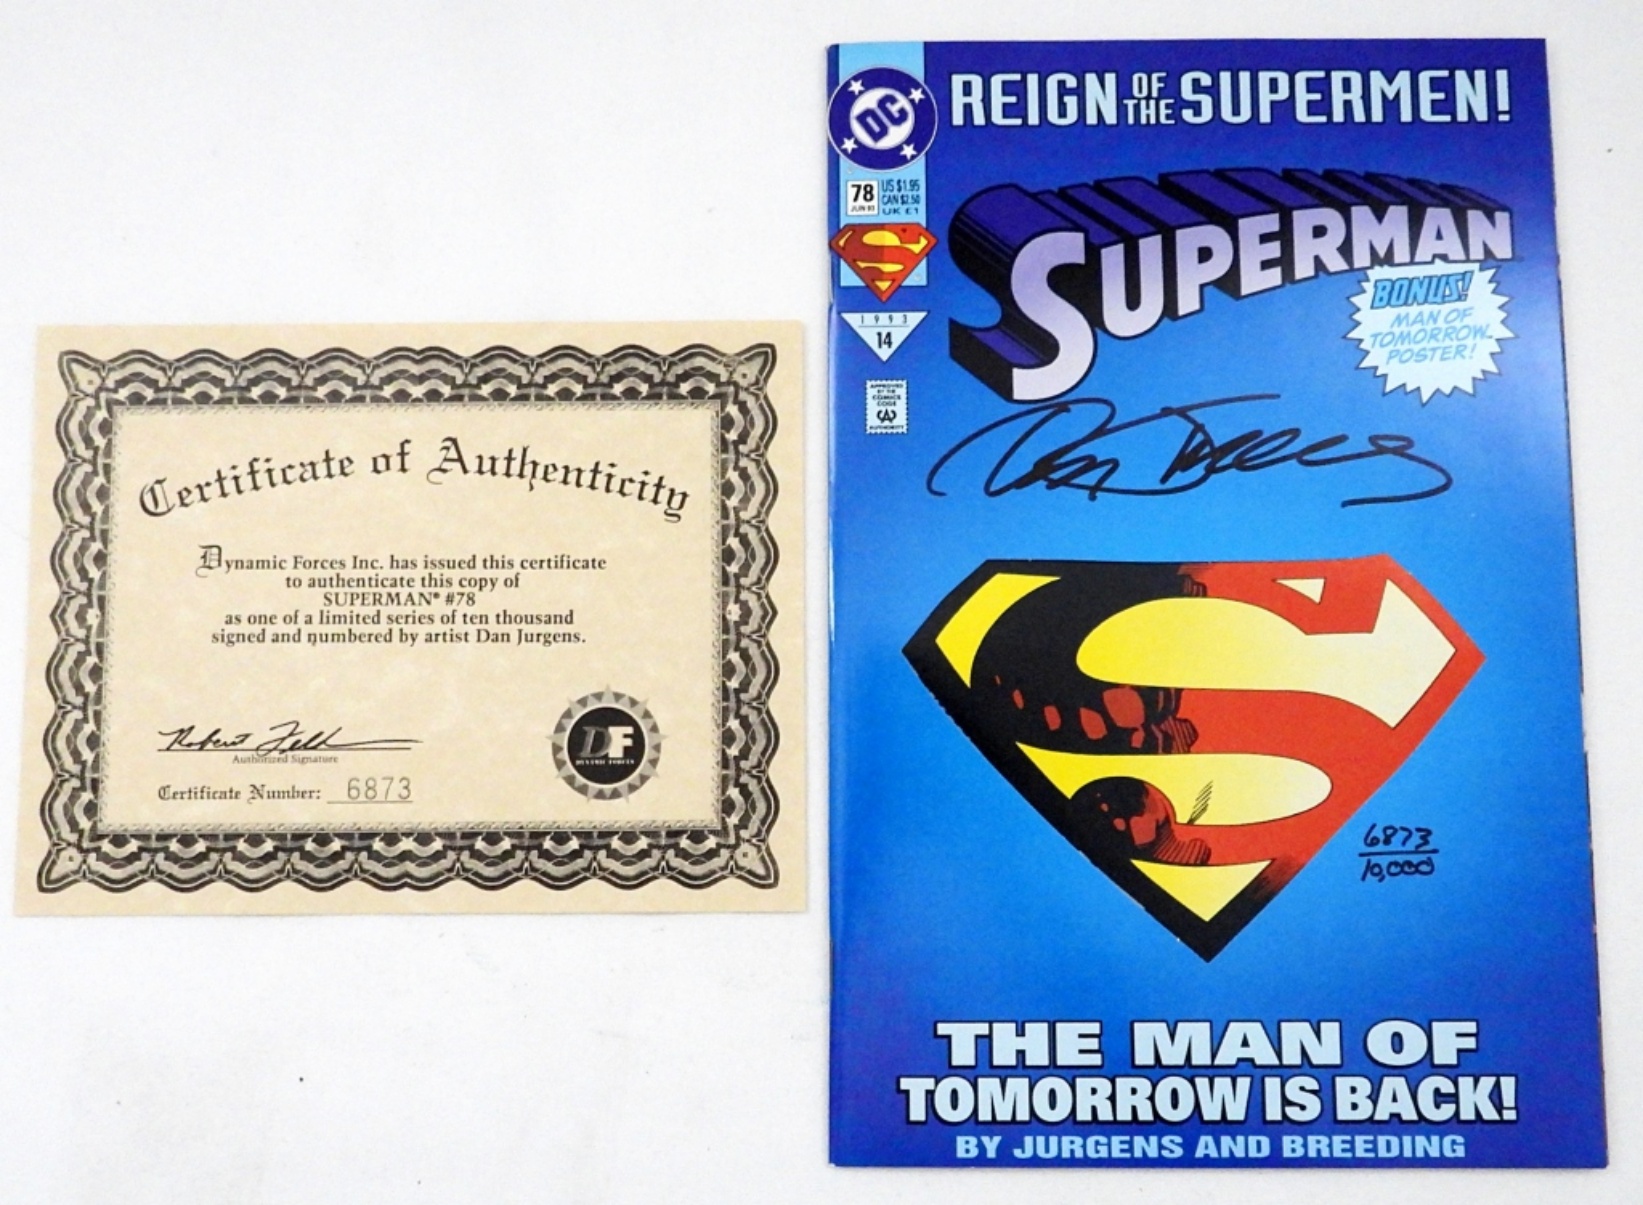 Certificate of Authenticity
Dynamic Forces Inc. has issued this certificate
to authenticate this copy of
SUPERMAN® #78
as one of a limited series of ten thousand
signed and numbered by artist Dan Jurgens.
Authorized Signature
Certificate Number: 6873
DF
DYNAMIC FORCES
REIGN OF THE SUPERMEN!
DC
78
JUN 93
US $1.95
CAN $2.50
UK £1
SUPERMAN
BONUS!
MAN OF
TOMORROW™
POSTER!
1993
14
APPROVED
BY THE
COMICS
CODE
CA
AUTHORITY
Dan Jurgens
S
6873
10,000
THE MAN OF
TOMORROW IS BACK!
BY JURGENS AND BREEDING